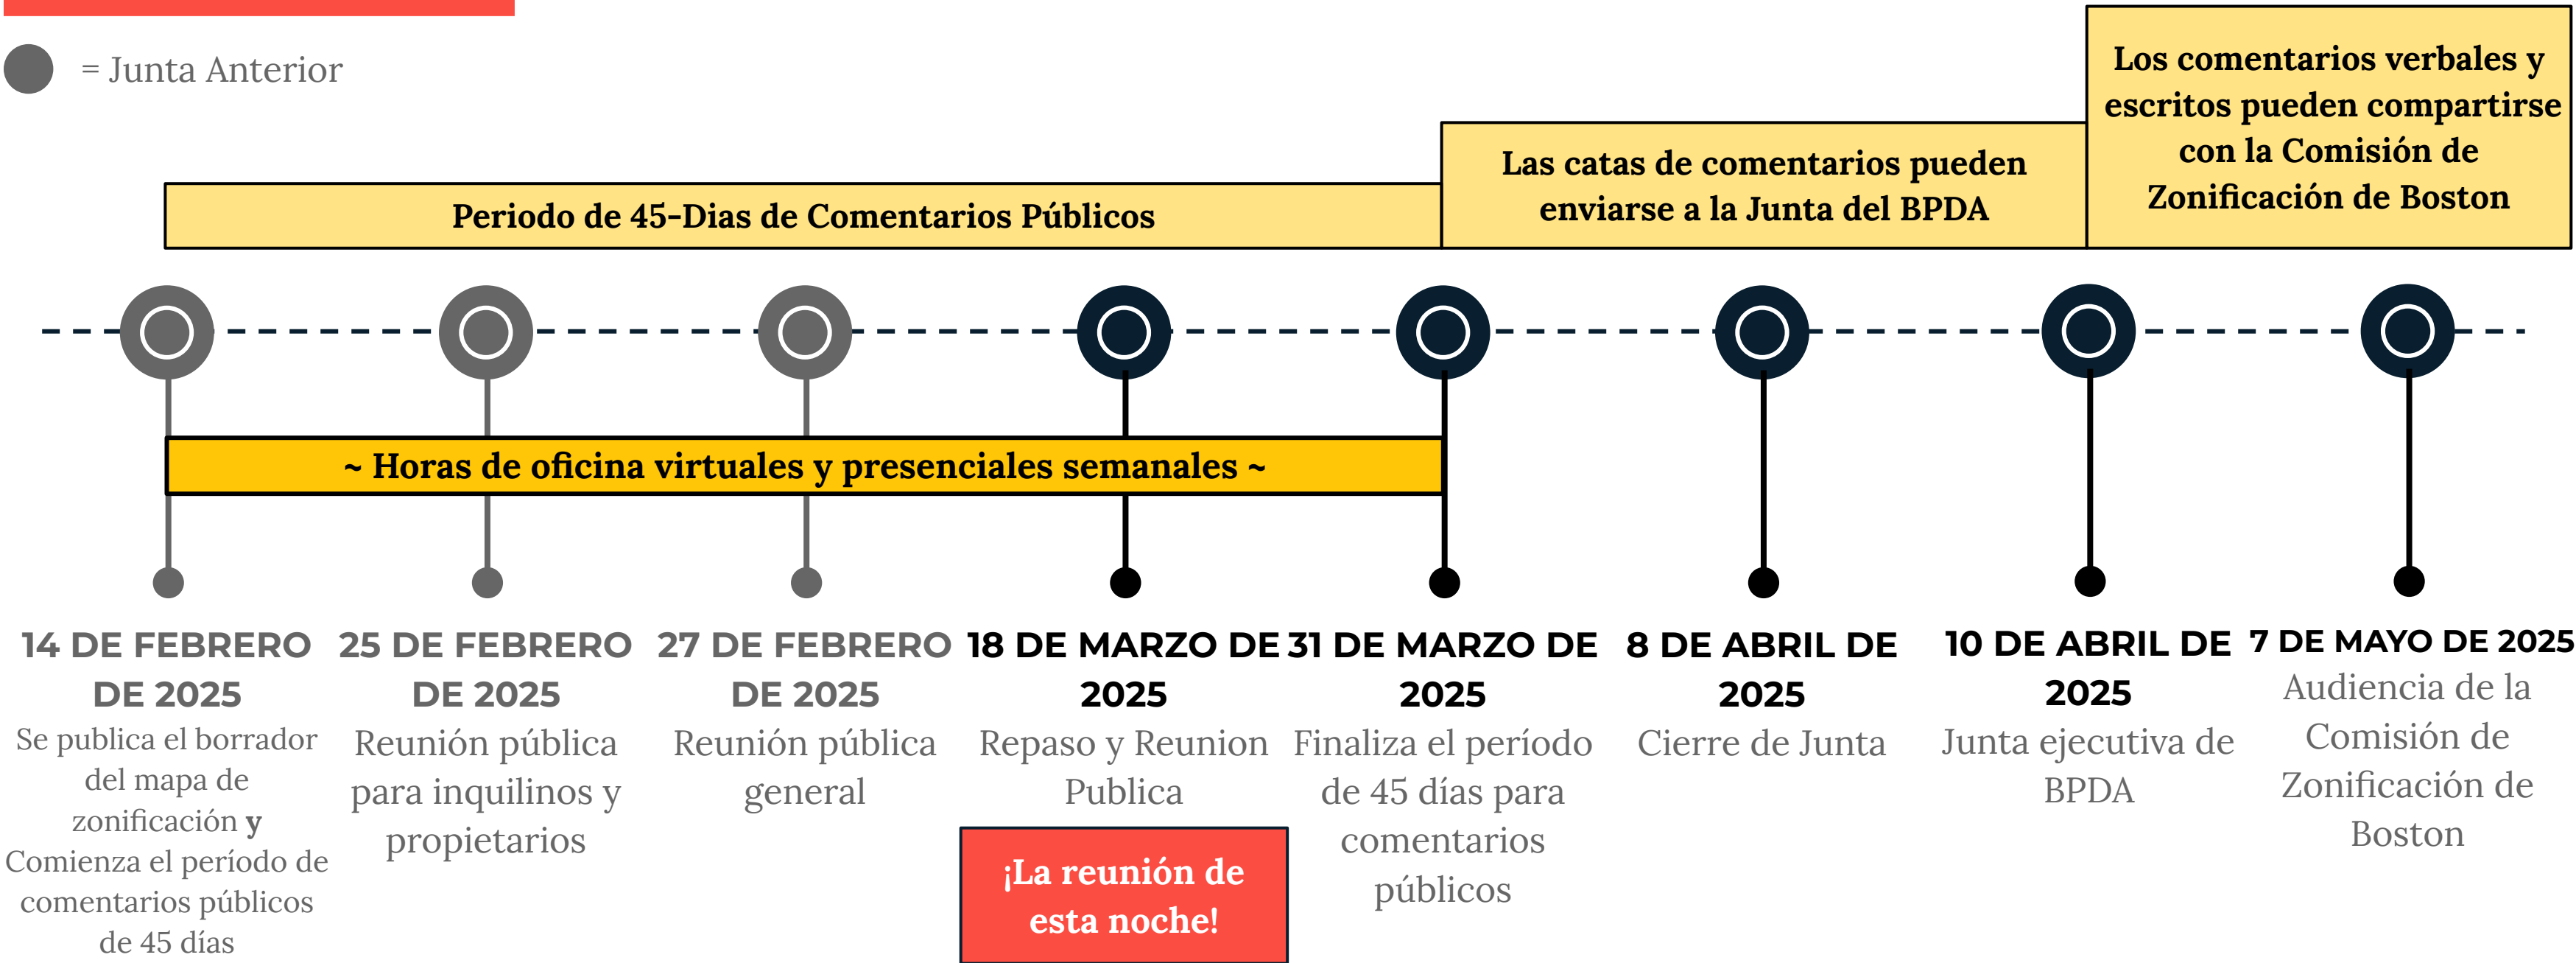 = Junta Anterior
Periodo de 45-Dias de Comentarios Públicos
Las catas de comentarios pueden
enviarse a la Junta del BPDA
Los comentarios verbales y
escritos pueden compartirse
con la Comisión de
Zonificación de Boston
~ Horas de oficina virtuales y presenciales semanales ~
14 DE FEBRERO
DE 2025
Se publica el borrador
del mapa de
zonificación y
Comienza el período de
comentarios públicos
de 45 días
25 DE FEBRERO
DE 2025
Reunión pública
para inquilinos y
propietarios
27 DE FEBRERO
DE 2025
Reunión pública
general
18 DE MARZO DE
2025
Repaso y Reunion
Publica
¡La reunión de
esta noche!
31 DE MARZO DE
2025
Finaliza el período
de 45 días para
comentarios
públicos
8 DE ABRIL DE
2025
Cierre de Junta
10 DE ABRIL DE
2025
Junta ejecutiva de
BPDA
7 DE MAYO DE 2025
Audiencia de la
Comisión de
Zonificación de
Boston